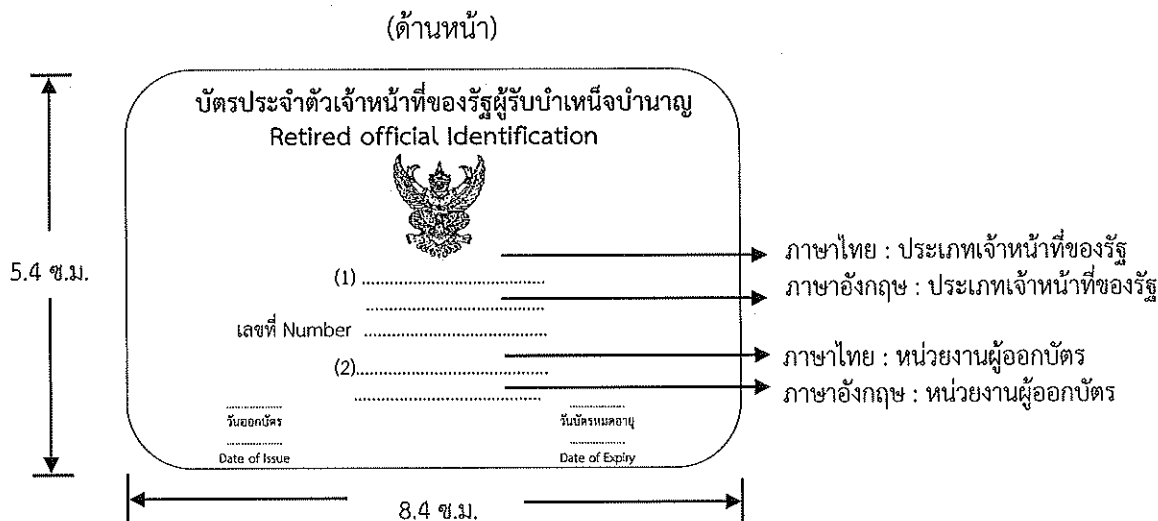 (ด้านหน้า)
บัตรประจำตัวเจ้าหน้าที่ของรัฐผู้รับบำเหน็จบำนาญ
Retired official Identification
5.4 ซ.ม.
(1) ........................................
ภาษาไทย : ประเภทเจ้าหน้าที่ของรัฐ
........................................
ภาษาอังกฤษ : ประเภทเจ้าหน้าที่ของรัฐ
เลขที่ Number ........................................
(2)........................................
ภาษาไทย : หน่วยงานผู้ออกบัตร
........................................
ภาษาอังกฤษ : หน่วยงานผู้ออกบัตร
............... ...............
วันออกบัตร วันบัตรหมดอายุ
............... ...............
Date of Issue Date of Expiry
8.4 ซ.ม.